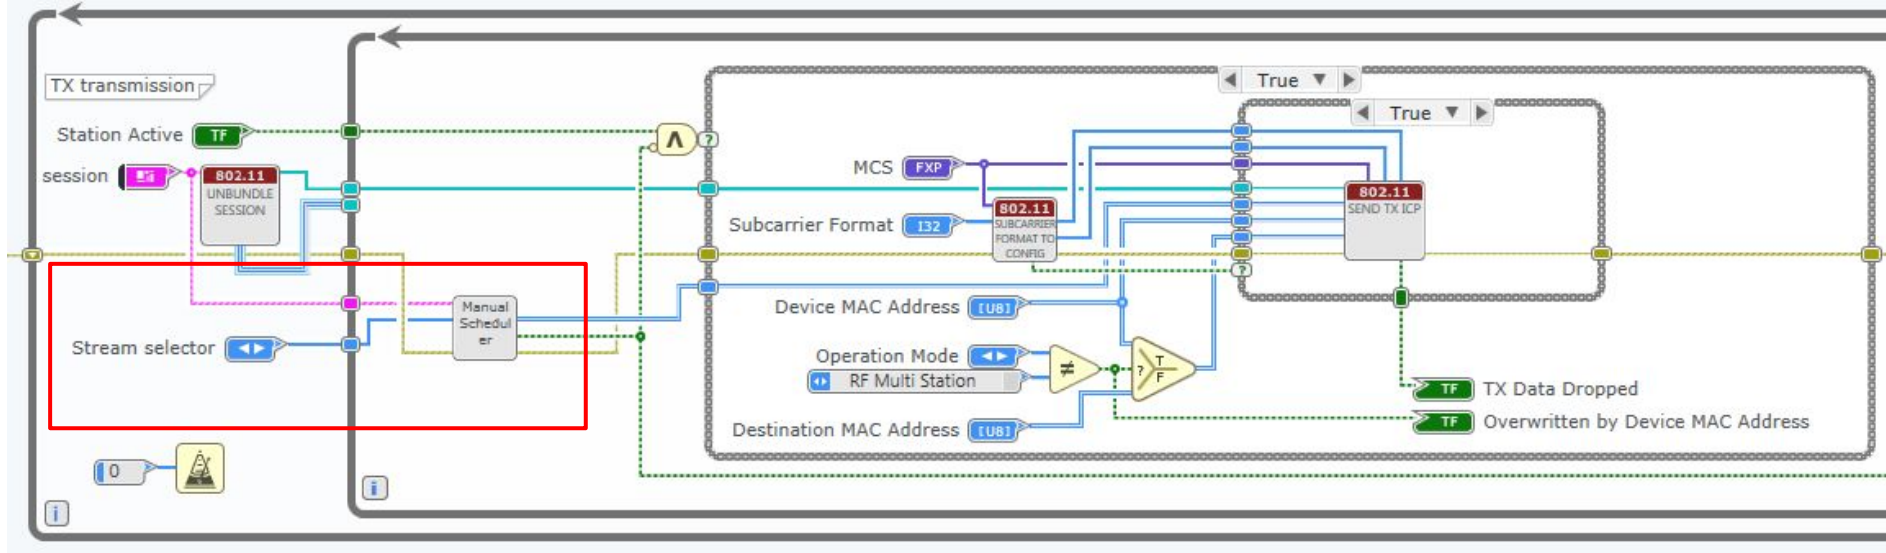 TX transmission
Station Active
TF
session
802.11
UNBUNDLE
SESSION
Stream selector
Manual
Schedul
er
0
i
i
True
True
?
MCS
FXP
Subcarrier Format
I32
802.11
SUBCARRIER
FORMAT TO
CONFIG
802.11
SEND TX ICP
?
Device MAC Address
[U8]
Operation Mode
RF Multi Station
≠
?
T
F
Destination MAC Address
[U8]
TF
TX Data Dropped
TF
Overwritten by Device MAC Address